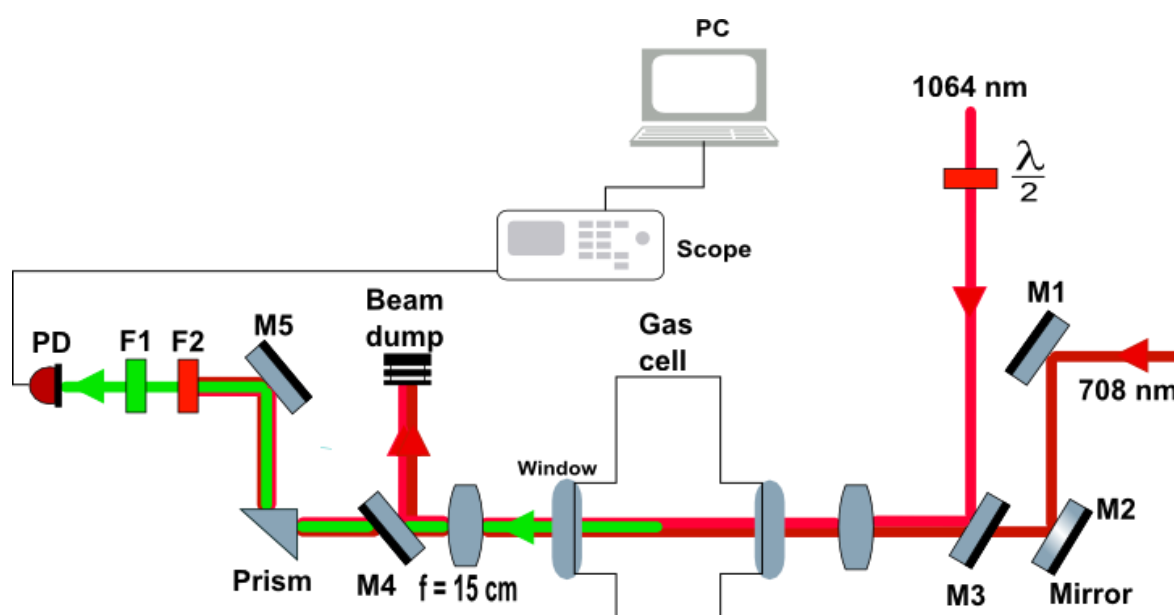 PC
1064 nm
λ
2
Scope
M1
Beam
dump
Gas
cell
M5
PD
F1
F2
708 nm
Window
M2
Prism
M4
f = 15 cm
M3
Mirror